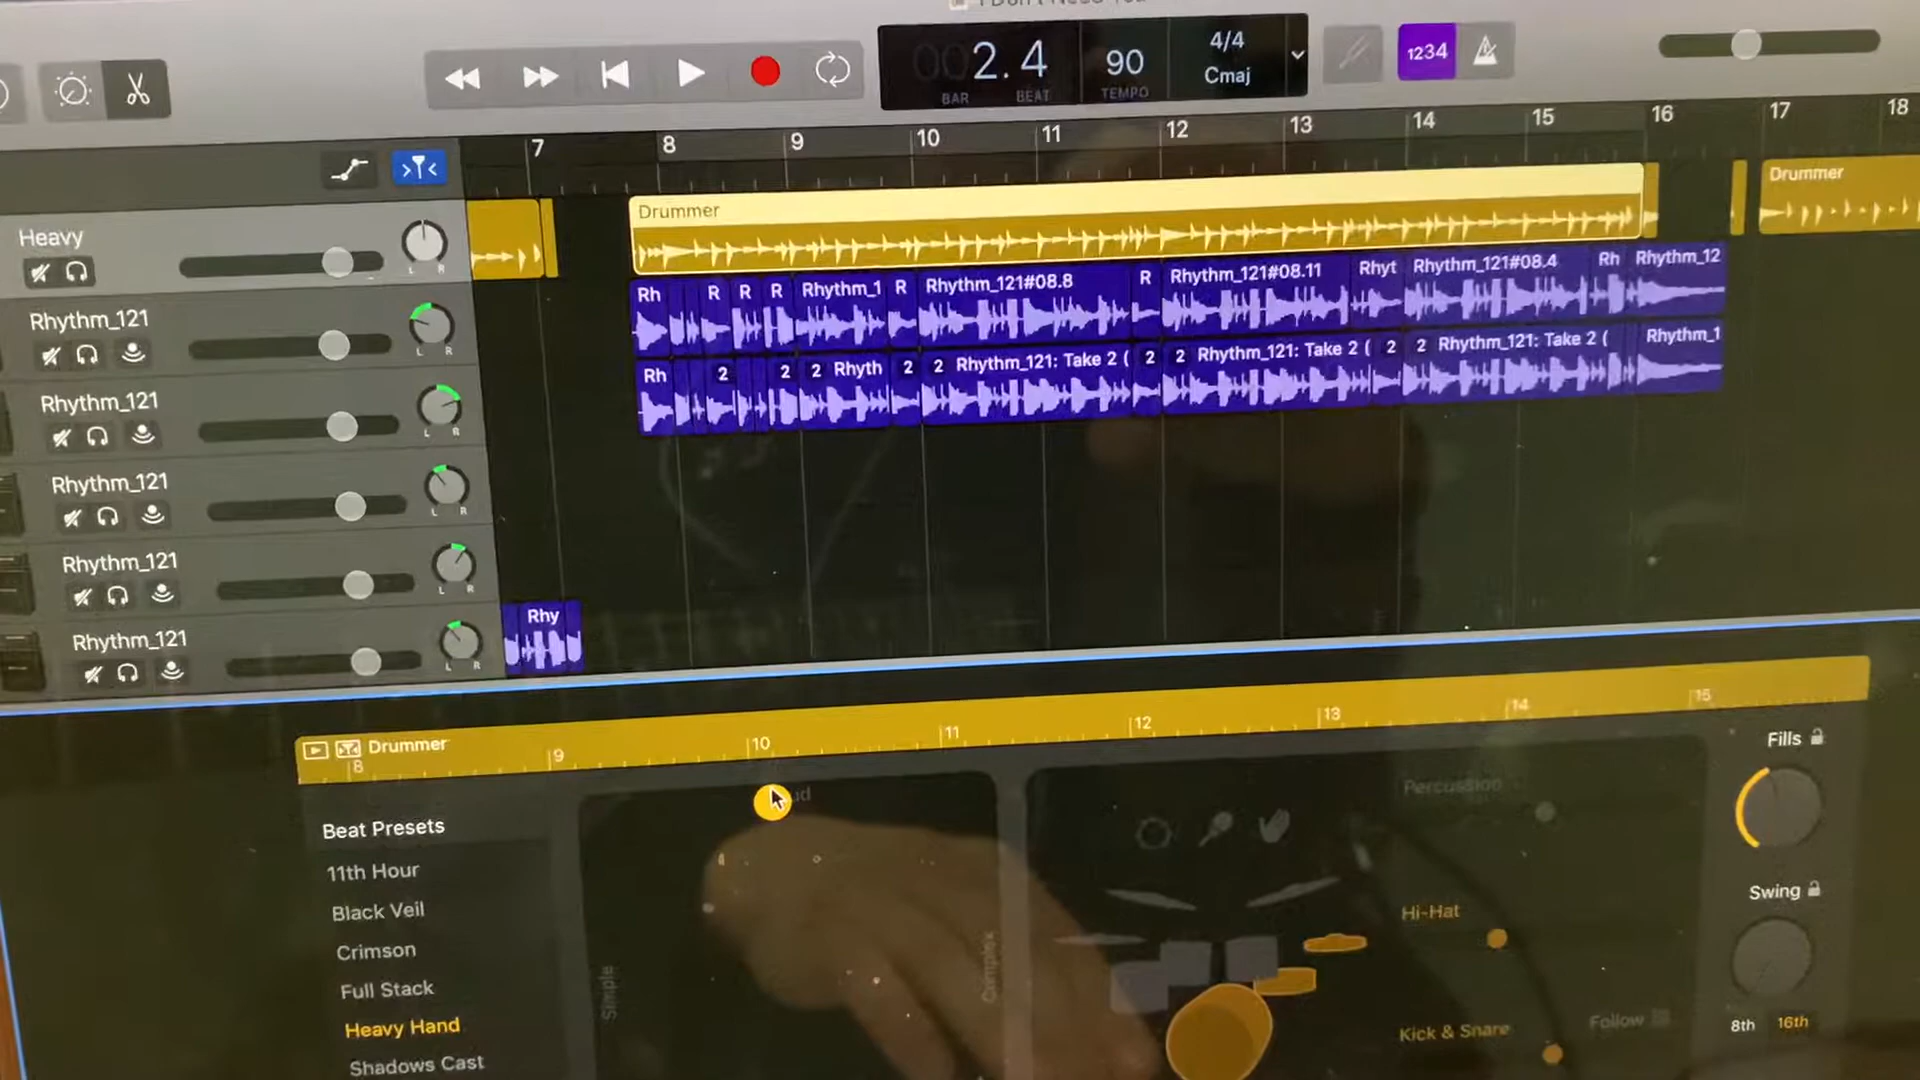 I Don't Need You
002. 4
BAR BEAT
90
TEMPO
4/4
Cmaj
1234
7 8 9 10 11 12 13 14 15 16 17 18
Heavy
L R
Drummer
Drummer
Rhythm_121
L R
Rh R R R Rhythm_1 R Rhythm_121#08.8 R Rhythm_121#08.11 Rhyt Rhythm_121#08.4 Rh Rhythm_12
Rhythm_121
L R
Rh 2 2 2 Rhyth 2 2 Rhythm_121: Take 2 ( 2 2 Rhythm_121: Take 2 ( 2 2 Rhythm_121: Take 2 ( Rhythm_1
Rhythm_121
L R
Rhythm_121
L R
Rhythm_121
L R
Rhy
Drummer
8 9 10 11 12 13 14 15
Beat Presets
11th Hour
Black Veil
Crimson
Full Stack
Heavy Hand
Shadows Cast
Simple
Complex
Percussion
Hi-Hat
Kick & Snare
Follow
Fills
Swing
8th 16th